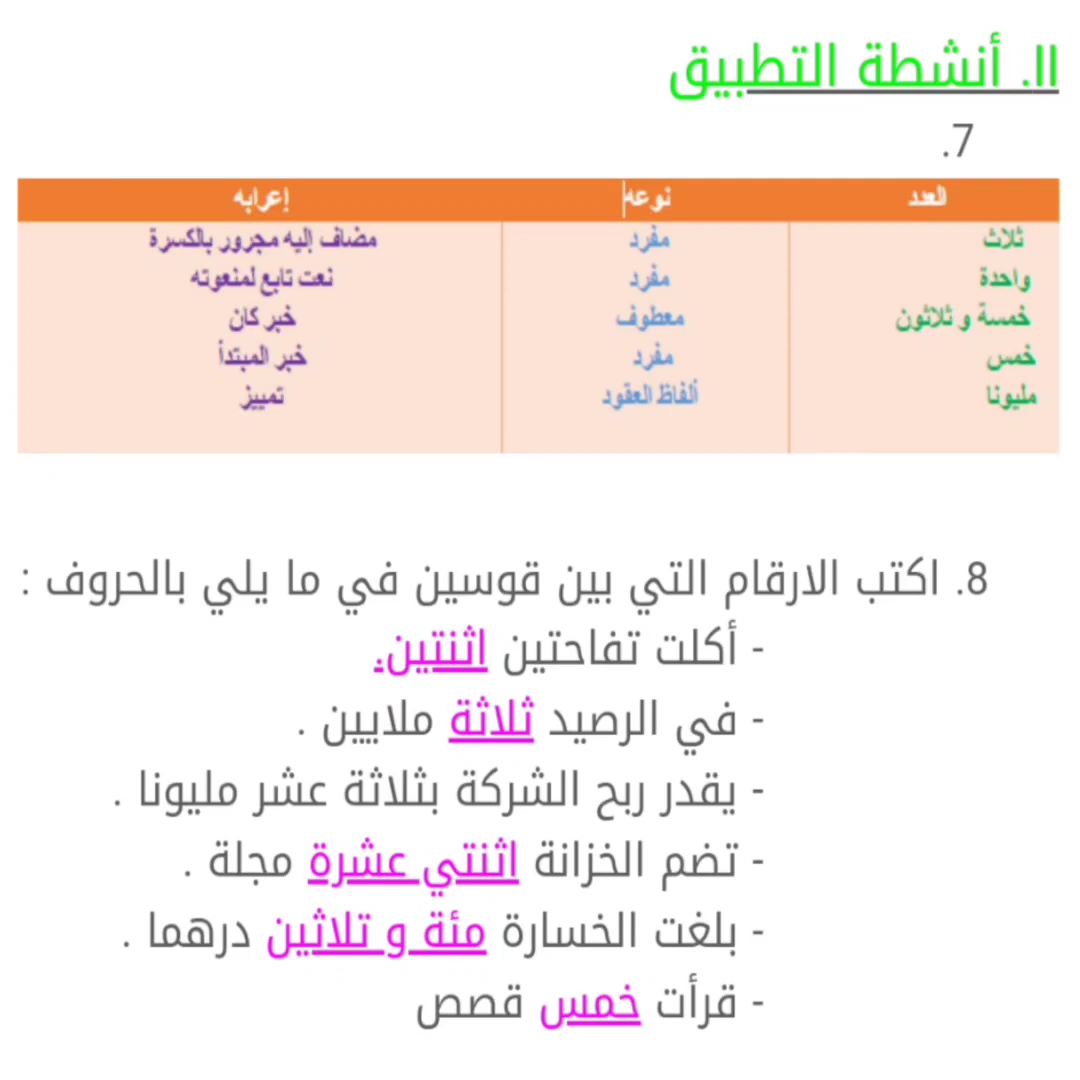 II. أنشطة التطبيق
7.
العدد نوعه إعرابه
ثلاث مفرد مضاف إليه مجرور بالكسرة
واحدة مفرد نعت تابع لمنعوته
خمسة و ثلاثون معطوف خبر كان
خمس مفرد خبر المبتدأ
مليونا ألفاظ العقود تمييز
8. اكتب الارقام التي بين قوسين في ما يلي بالحروف :
- أكلت تفاحتين اثنتين.
- في الرصيد ثلاثة ملايين .
- يقدر ربح الشركة بثلاثة عشر مليونا .
- تضم الخزانة اثنتي عشرة مجلة .
- بلغت الخسارة مئة و تلاثين درهما .
- قرأت خمس قصص